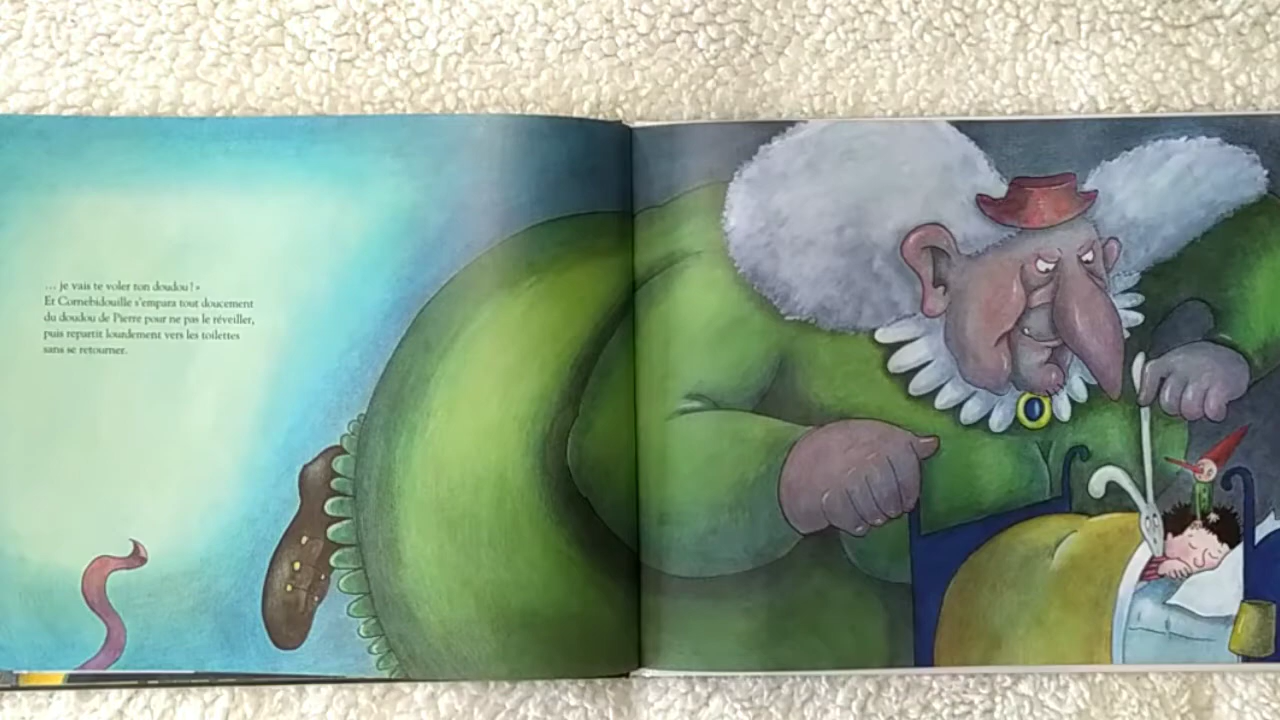 … je vais te voler ton doudou ! »
Et Cornebidouille s'empara tout doucement
du doudou de Pierre pour ne pas le réveiller,
puis repartit lourdement vers les toilettes
sans se retourner.